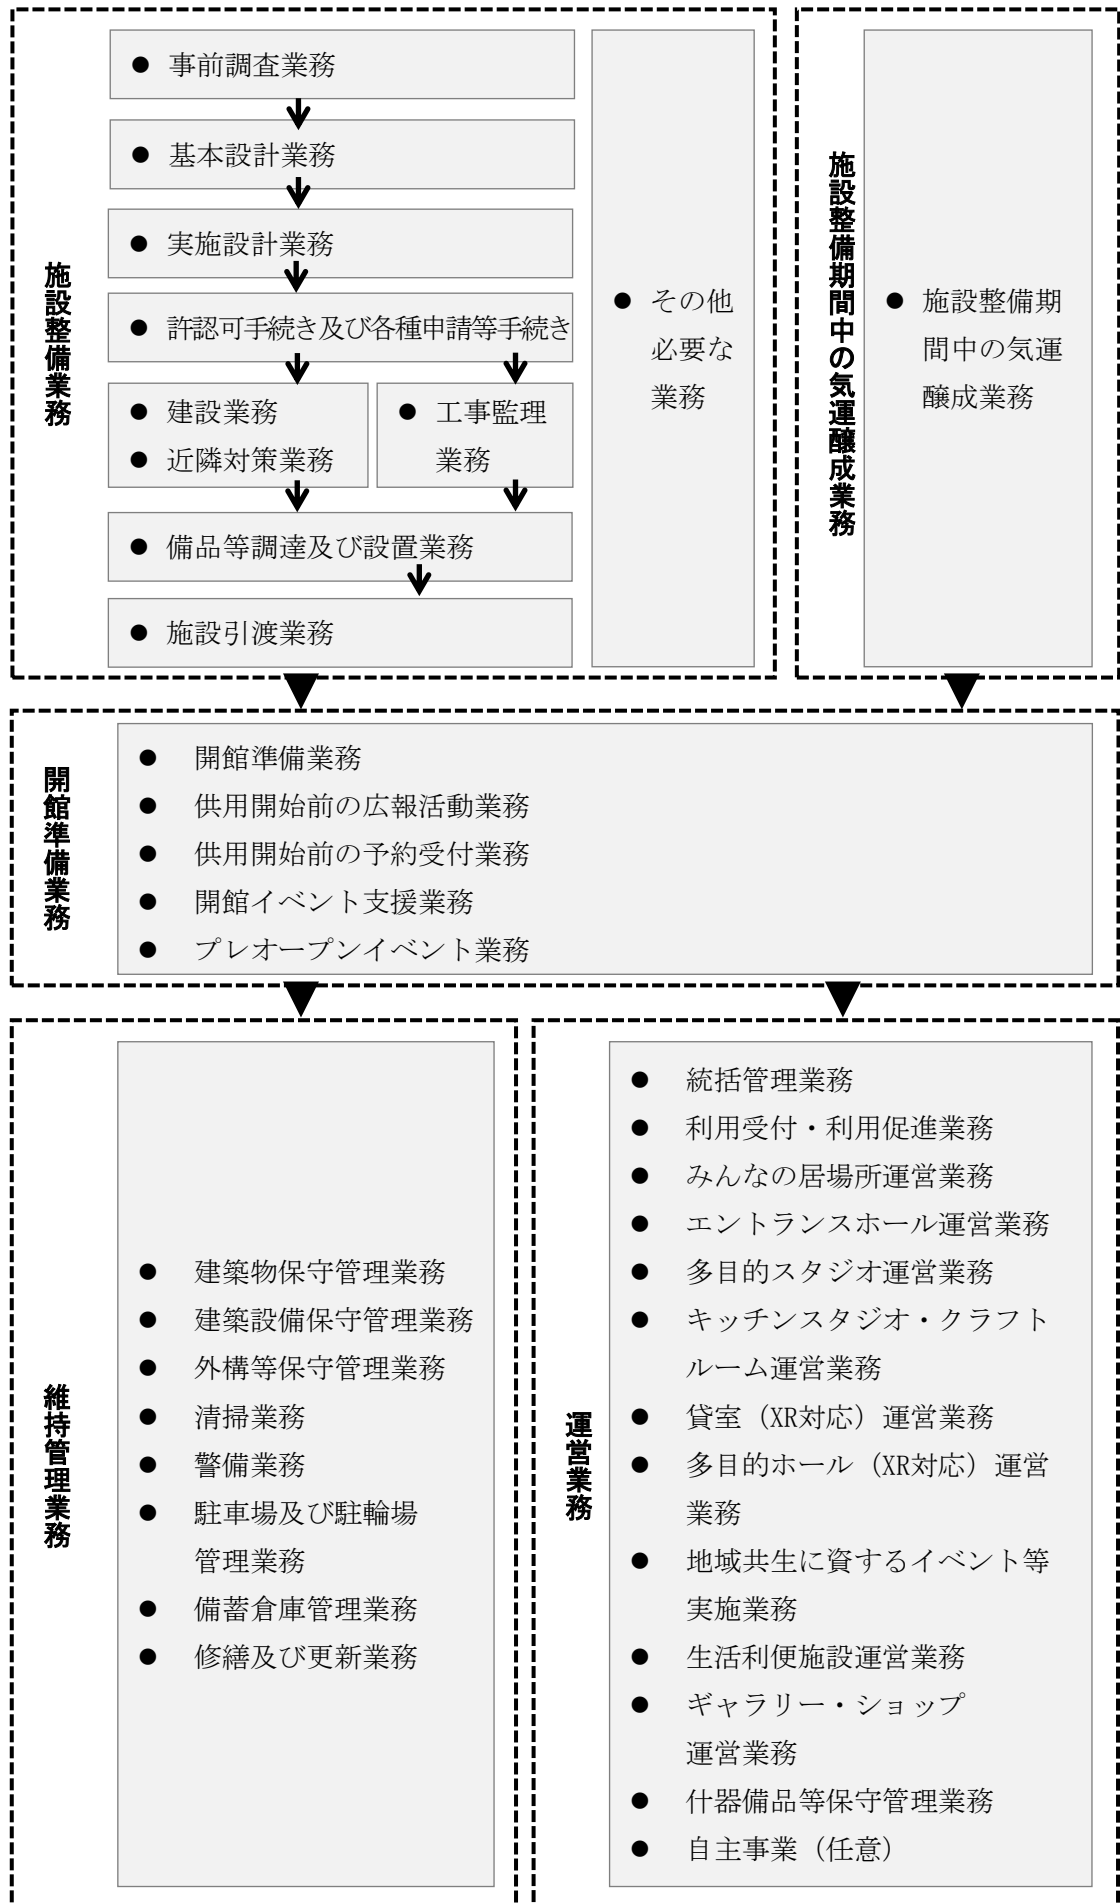 施設整備業務
事前調査業務
基本設計業務
実施設計業務
許認可手続き及び各種申請等手続き
建設業務
近隣対策業務
工事監理
業務
備品等調達及び設置業務
施設引渡業務
その他
必要な
業務
施設整備期間中の気運醸成業務
施設整備期
間中の気運
醸成業務
開館準備業務
開館準備業務
供用開始前の広報活動業務
供用開始前の予約受付業務
開館イベント支援業務
プレオープンイベント業務
維持管理業務
建築物保守管理業務
建築設備保守管理業務
外構等保守管理業務
清掃業務
警備業務
駐車場及び駐輪場
管理業務
備蓄倉庫管理業務
修繕及び更新業務
運営業務
統括管理業務
利用受付・利用促進業務
みんなの居場所運営業務
エントランスホール運営業務
多目的スタジオ運営業務
キッチンスタジオ・クラフト
ルーム運営業務
貸室（XR対応）運営業務
多目的ホール（XR対応）運営
業務
地域共生に資するイベント等
実施業務
生活利便施設運営業務
ギャラリー・ショップ
運営業務
什器備品等保守管理業務
自主事業（任意）